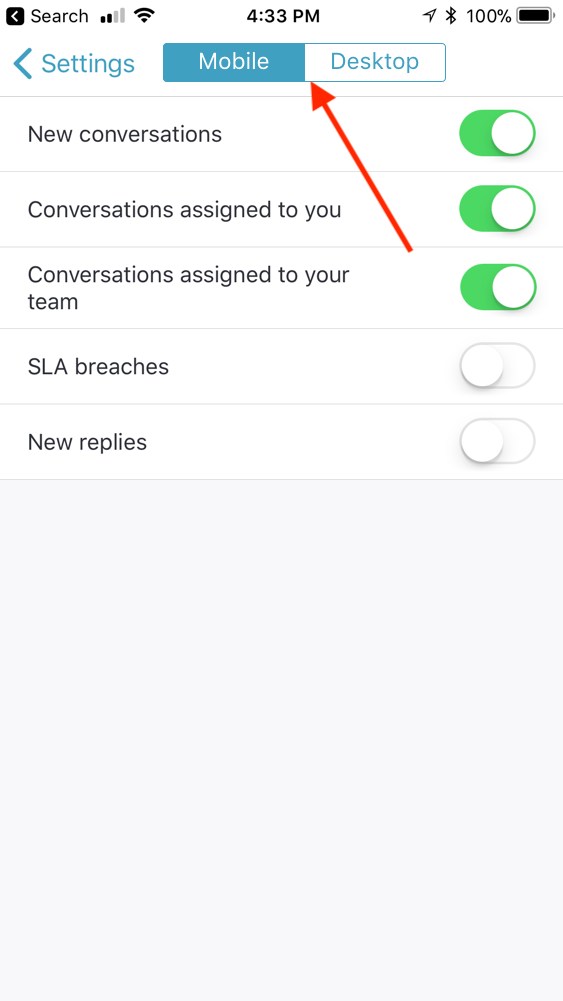 Search 4:33 PM 100%
Settings Mobile Desktop
New conversations
Conversations assigned to you
Conversations assigned to your
team
SLA breaches
New replies